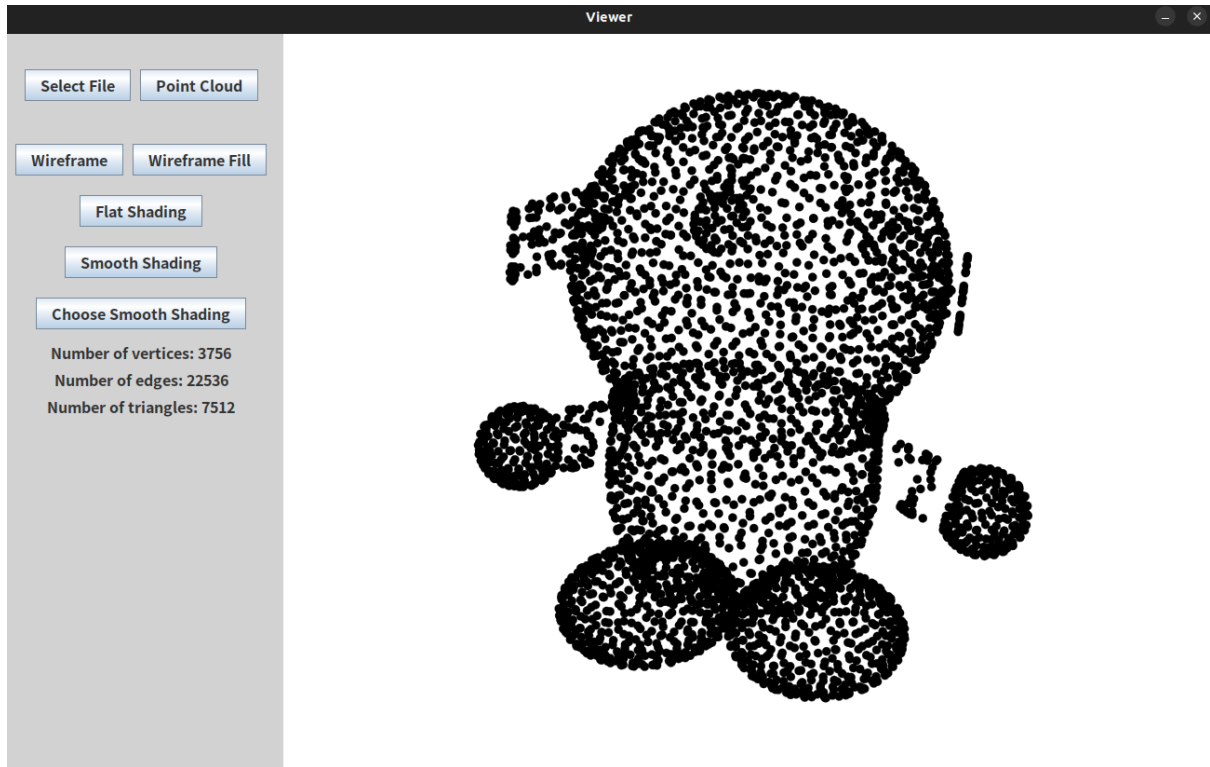 Viewer
Select File Point Cloud
Wireframe Wireframe Fill
Flat Shading
Smooth Shading
Choose Smooth Shading
Number of vertices: 3756
Number of edges: 22536
Number of triangles: 7512